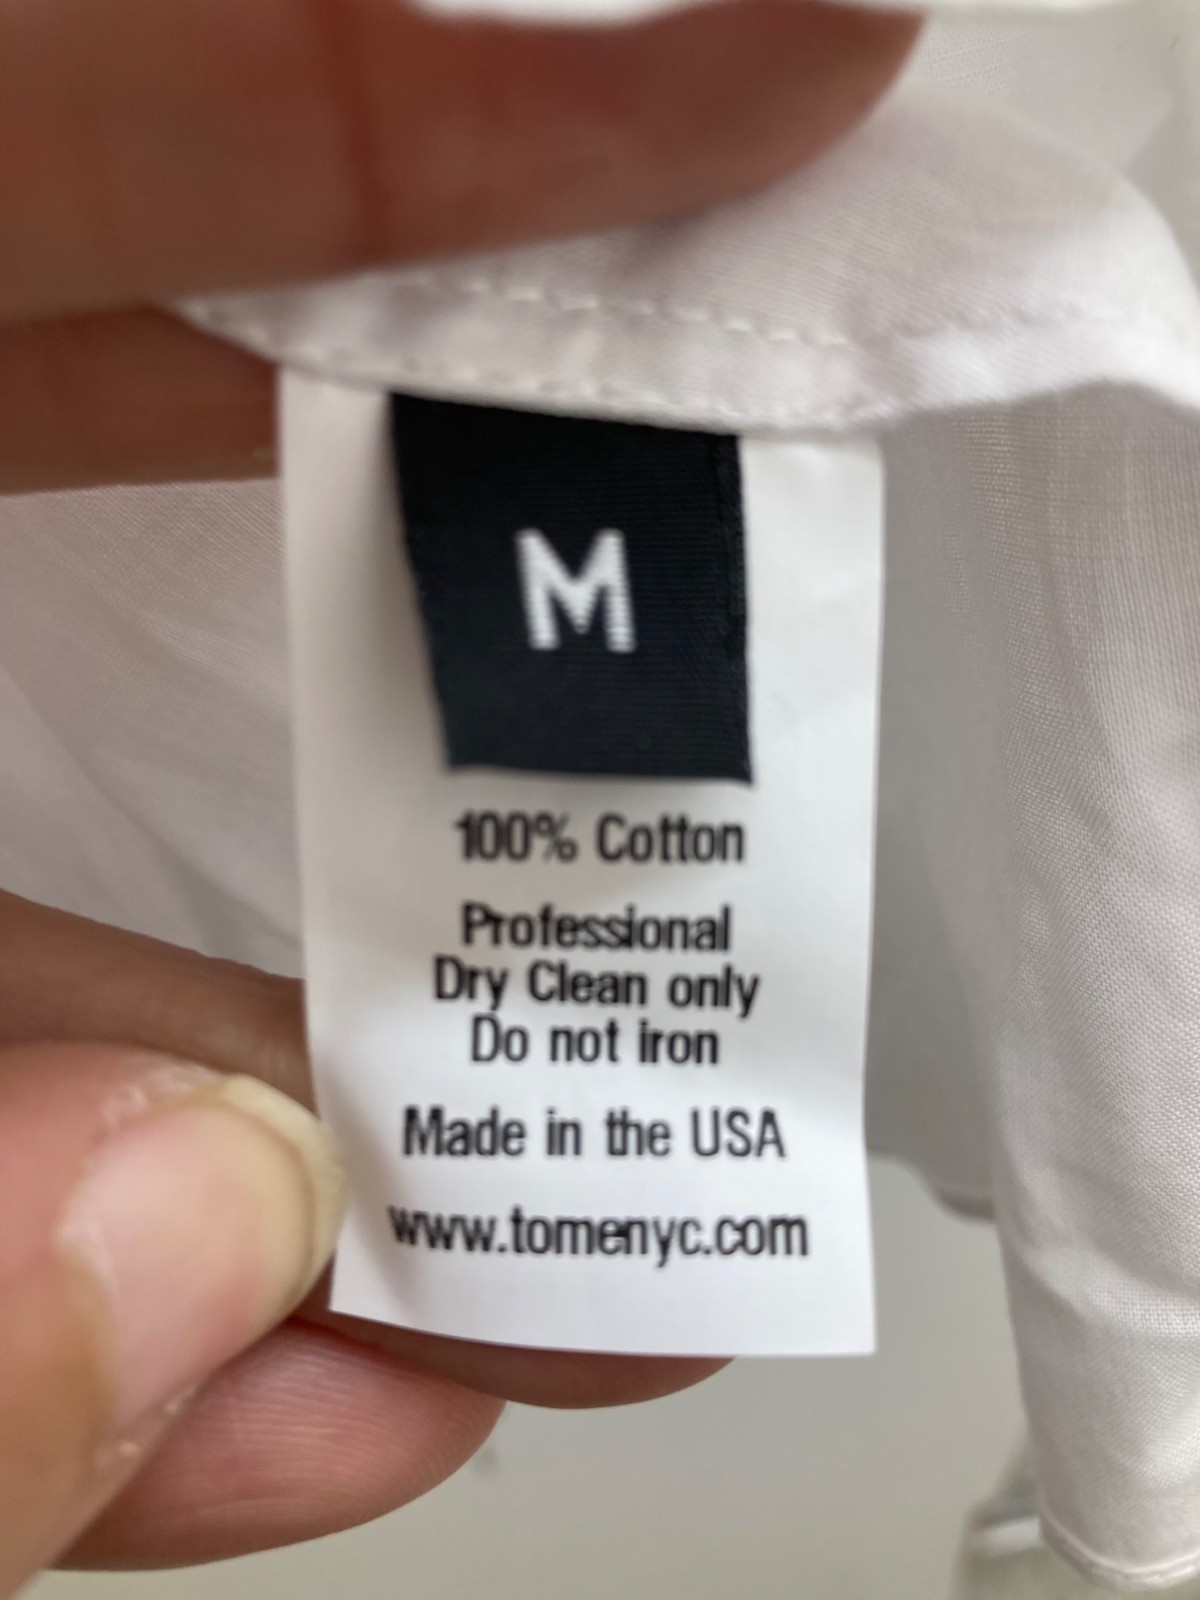 M
100% Cotton
Professional
Dry Clean only
Do not iron
Made in the USA
www.tomenyc.com